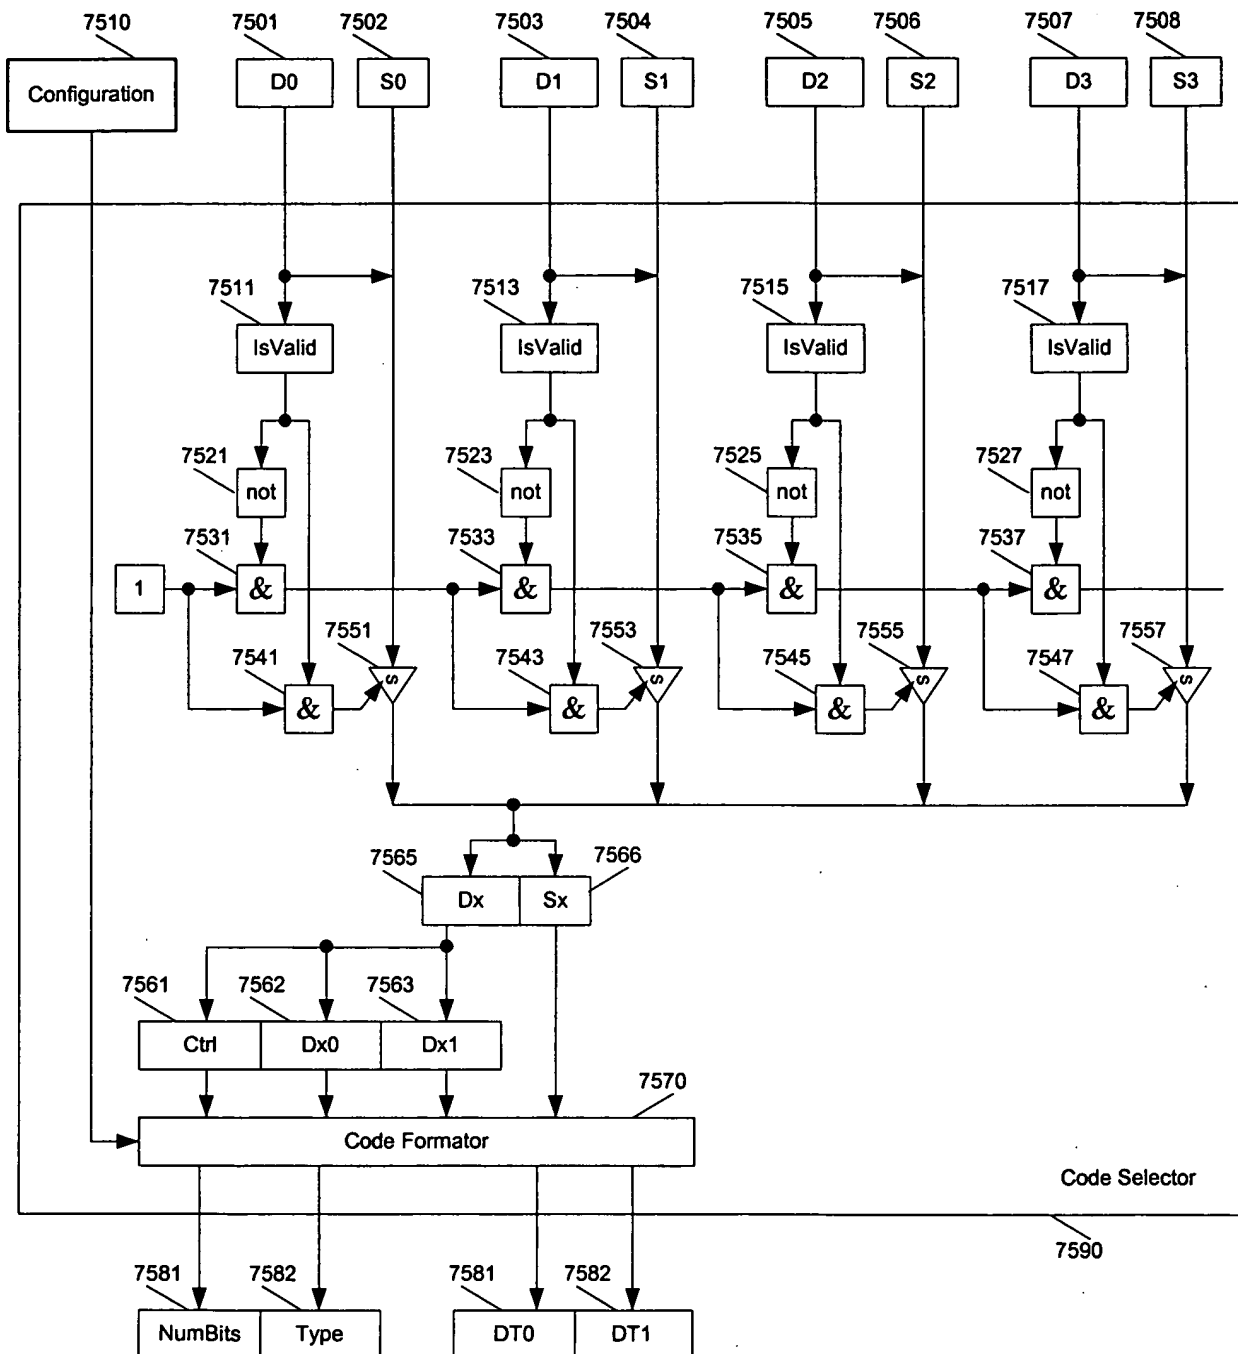 7510 7501 7502 7503 7504 7505 7506 7507 7508
Configuration D0 S0 D1 S1 D2 S2 D3 S3
7511 7513 7515 7517
IsValid IsValid IsValid IsValid
7521 7523 7525 7527
not not not not
7531 7533 7535 7537
1 & & & &
7541 7551 7543 7553 7545 7555 7547 7557
& s & s & s & s
7565 7566
Dx Sx
7561 7562 7563
Ctrl Dx0 Dx1
7570
Code Formator
Code Selector
7590
7581 7582 7581 7582
NumBits Type DT0 DT1